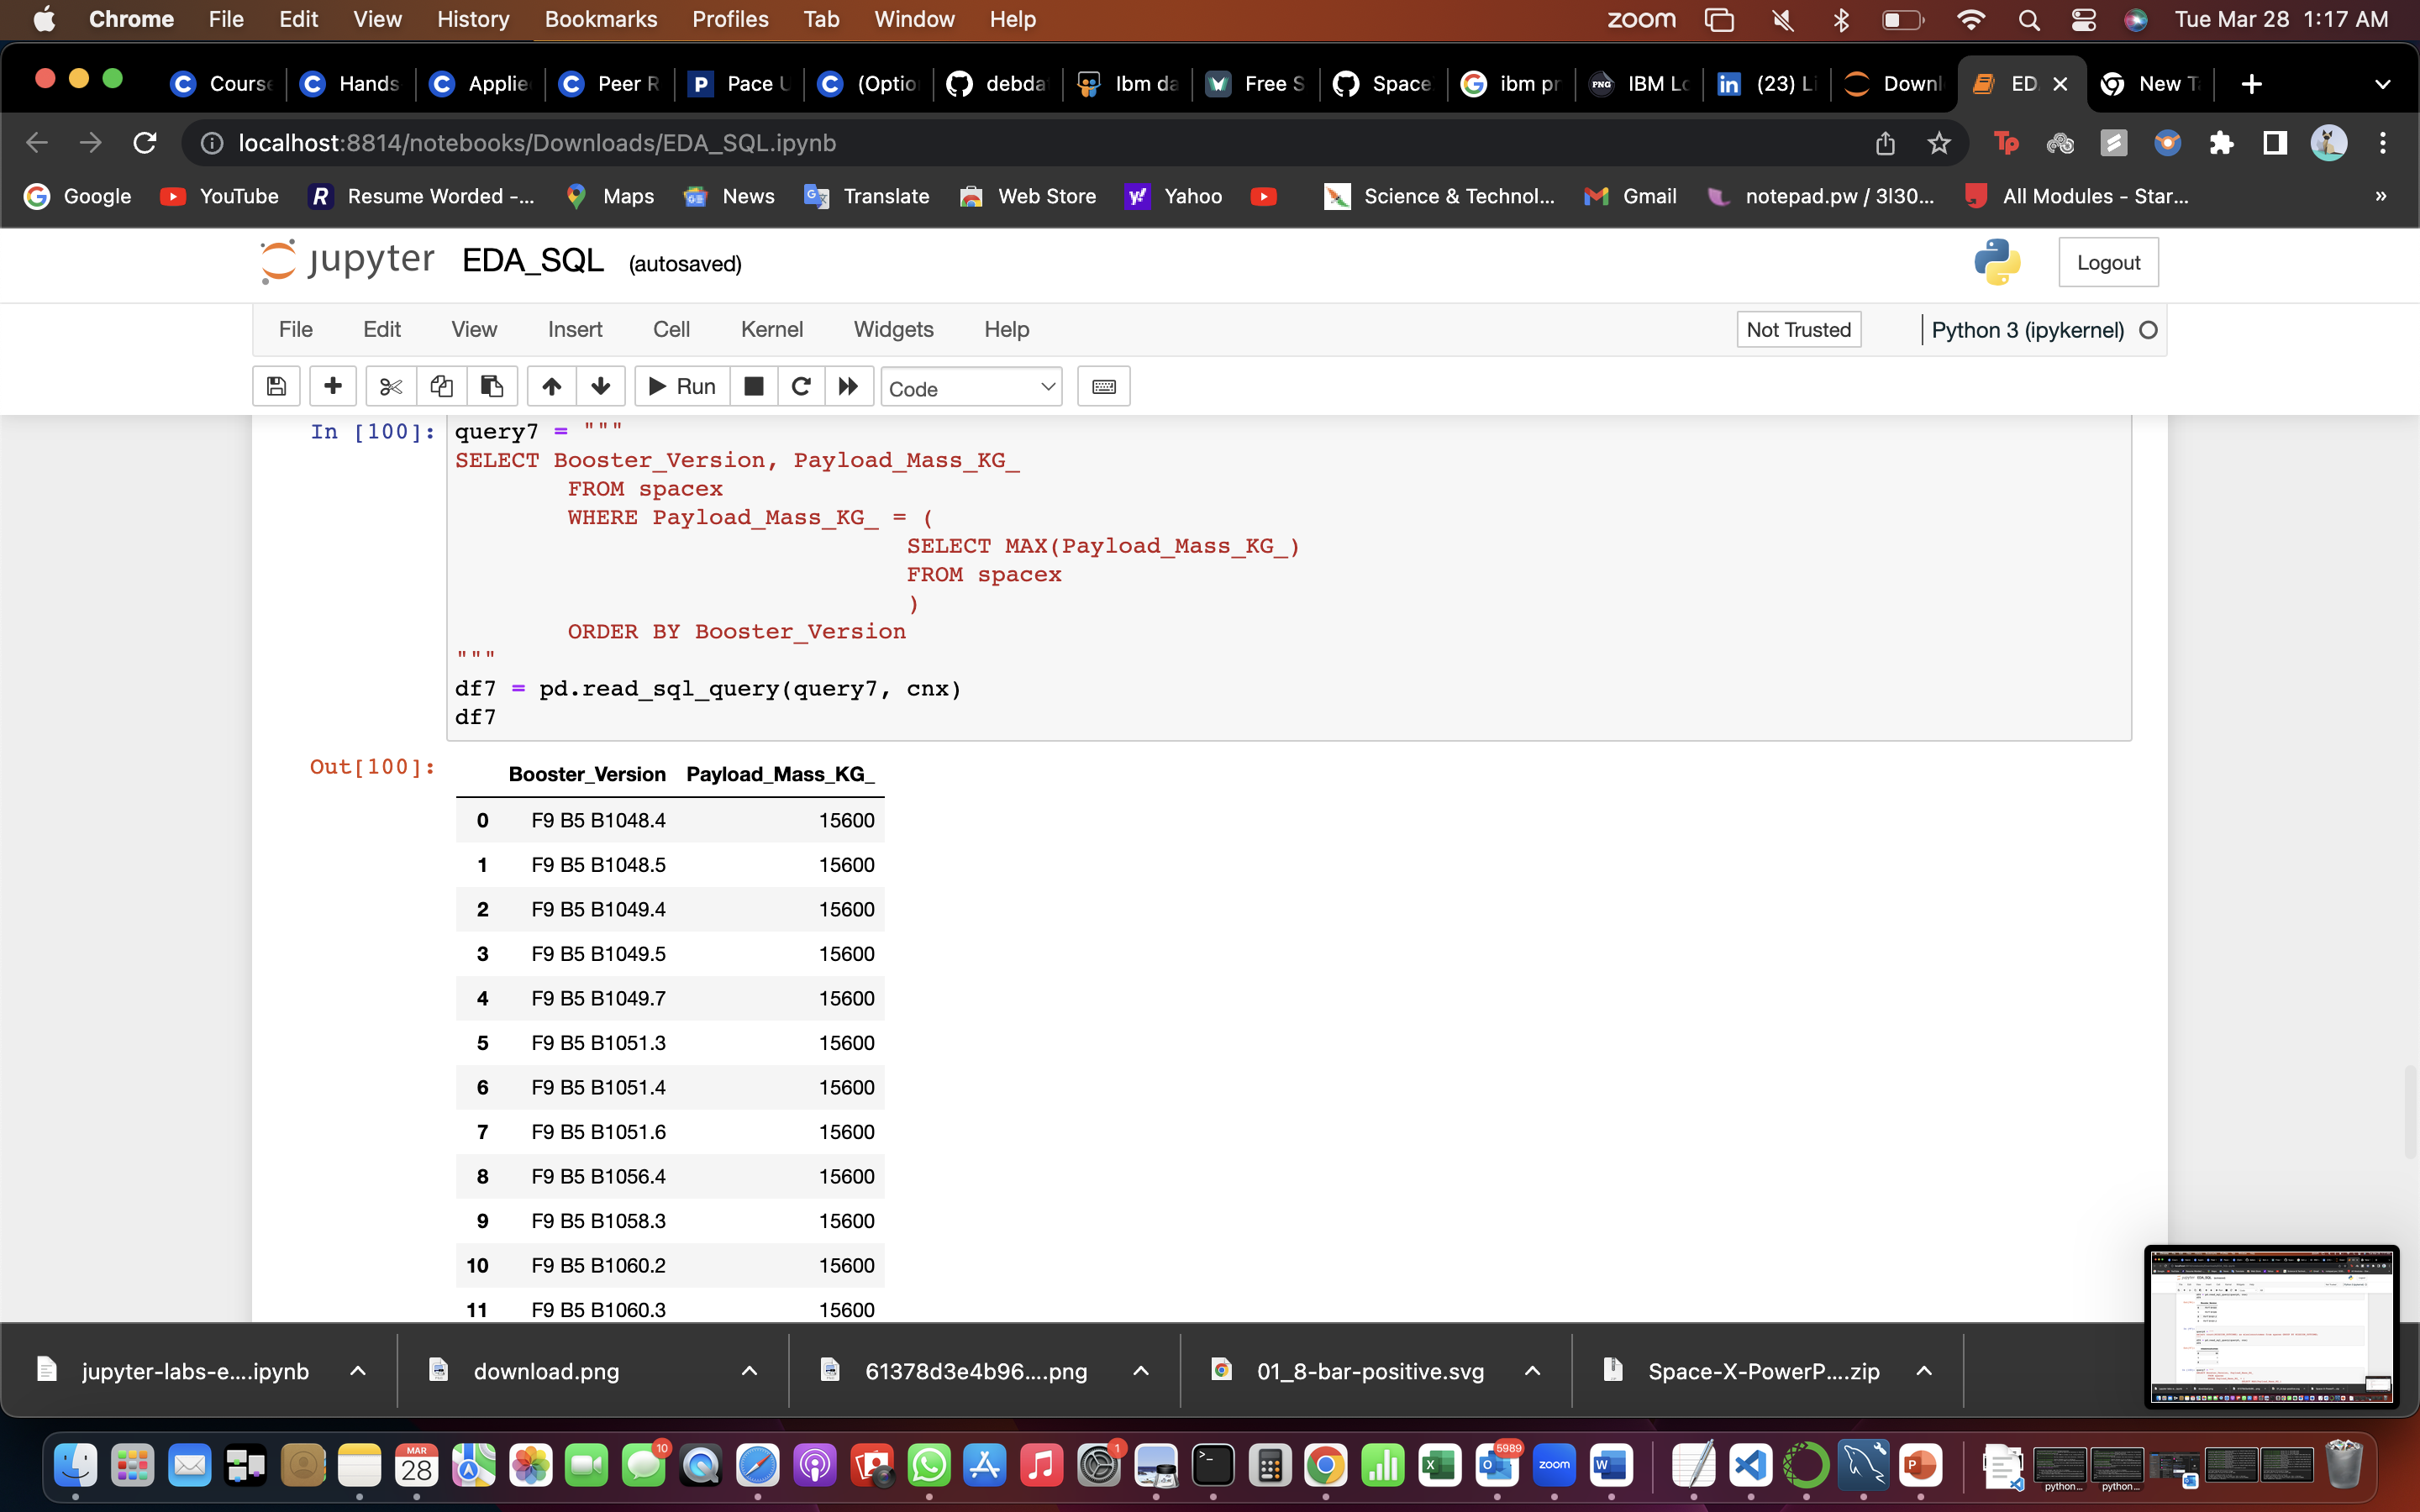 Chrome File Edit View History Bookmarks Profiles Tab Window Help zoom Tue Mar 28 1:17 AM
Course Hands Applie Peer R Pace U (Optio debda Ibm da Free S Space ibm pr IBM Lo (23) Li Downl ED New T
localhost:8814/notebooks/Downloads/EDA_SQL.ipynb
Google YouTube Resume Worded -... Maps News Translate Web Store Yahoo Science & Technol... Gmail notepad.pw / 3l30... All Modules - Star... »
jupyter EDA_SQL (autosaved) Logout
File Edit View Insert Cell Kernel Widgets Help Not Trusted Python 3 (ipykernel)
Run Code
In [100]: query7 = """
SELECT Booster_Version, Payload_Mass_KG_
FROM spacex
WHERE Payload_Mass_KG_ = (
SELECT MAX(Payload_Mass_KG_)
FROM spacex
)
ORDER BY Booster_Version
"""
df7 = pd.read_sql_query(query7, cnx)
df7
Out[100]:
Booster_Version Payload_Mass_KG_
0 F9 B5 B1048.4 15600
1 F9 B5 B1048.5 15600
2 F9 B5 B1049.4 15600
3 F9 B5 B1049.5 15600
4 F9 B5 B1049.7 15600
5 F9 B5 B1051.3 15600
6 F9 B5 B1051.4 15600
7 F9 B5 B1051.6 15600
8 F9 B5 B1056.4 15600
9 F9 B5 B1058.3 15600
10 F9 B5 B1060.2 15600
11 F9 B5 B1060.3 15600
jupyter-labs-e....ipynb download.png 61378d3e4b96....png 01_8-bar-positive.svg Space-X-PowerP....zip
MAR 28 10 1 5989 zoom python... python...